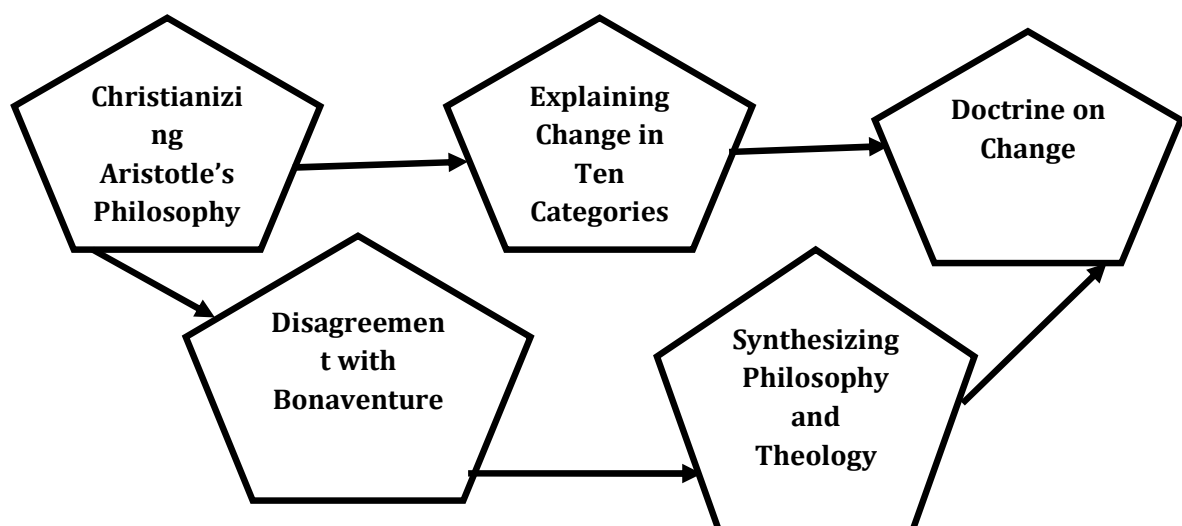 Christianizi
ng
Aristotle’s
Philosophy
Explaining
Change in
Ten
Categories
Doctrine on
Change
Disagreemen
t with
Bonaventure
Synthesizing
Philosophy
and
Theology